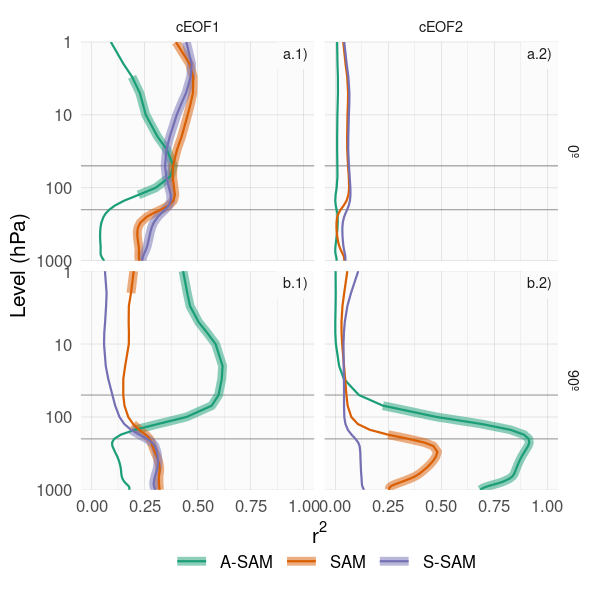 cEOF1 cEOF2
a.1) a.2)
1
10
100
1000
0º
b.1) b.2)
1
10
100
1000
90º
Level (hPa)
0.00 0.25 0.50 0.75 1.00 0.00 0.25 0.50 0.75 1.00
r2
A-SAM SAM S-SAM